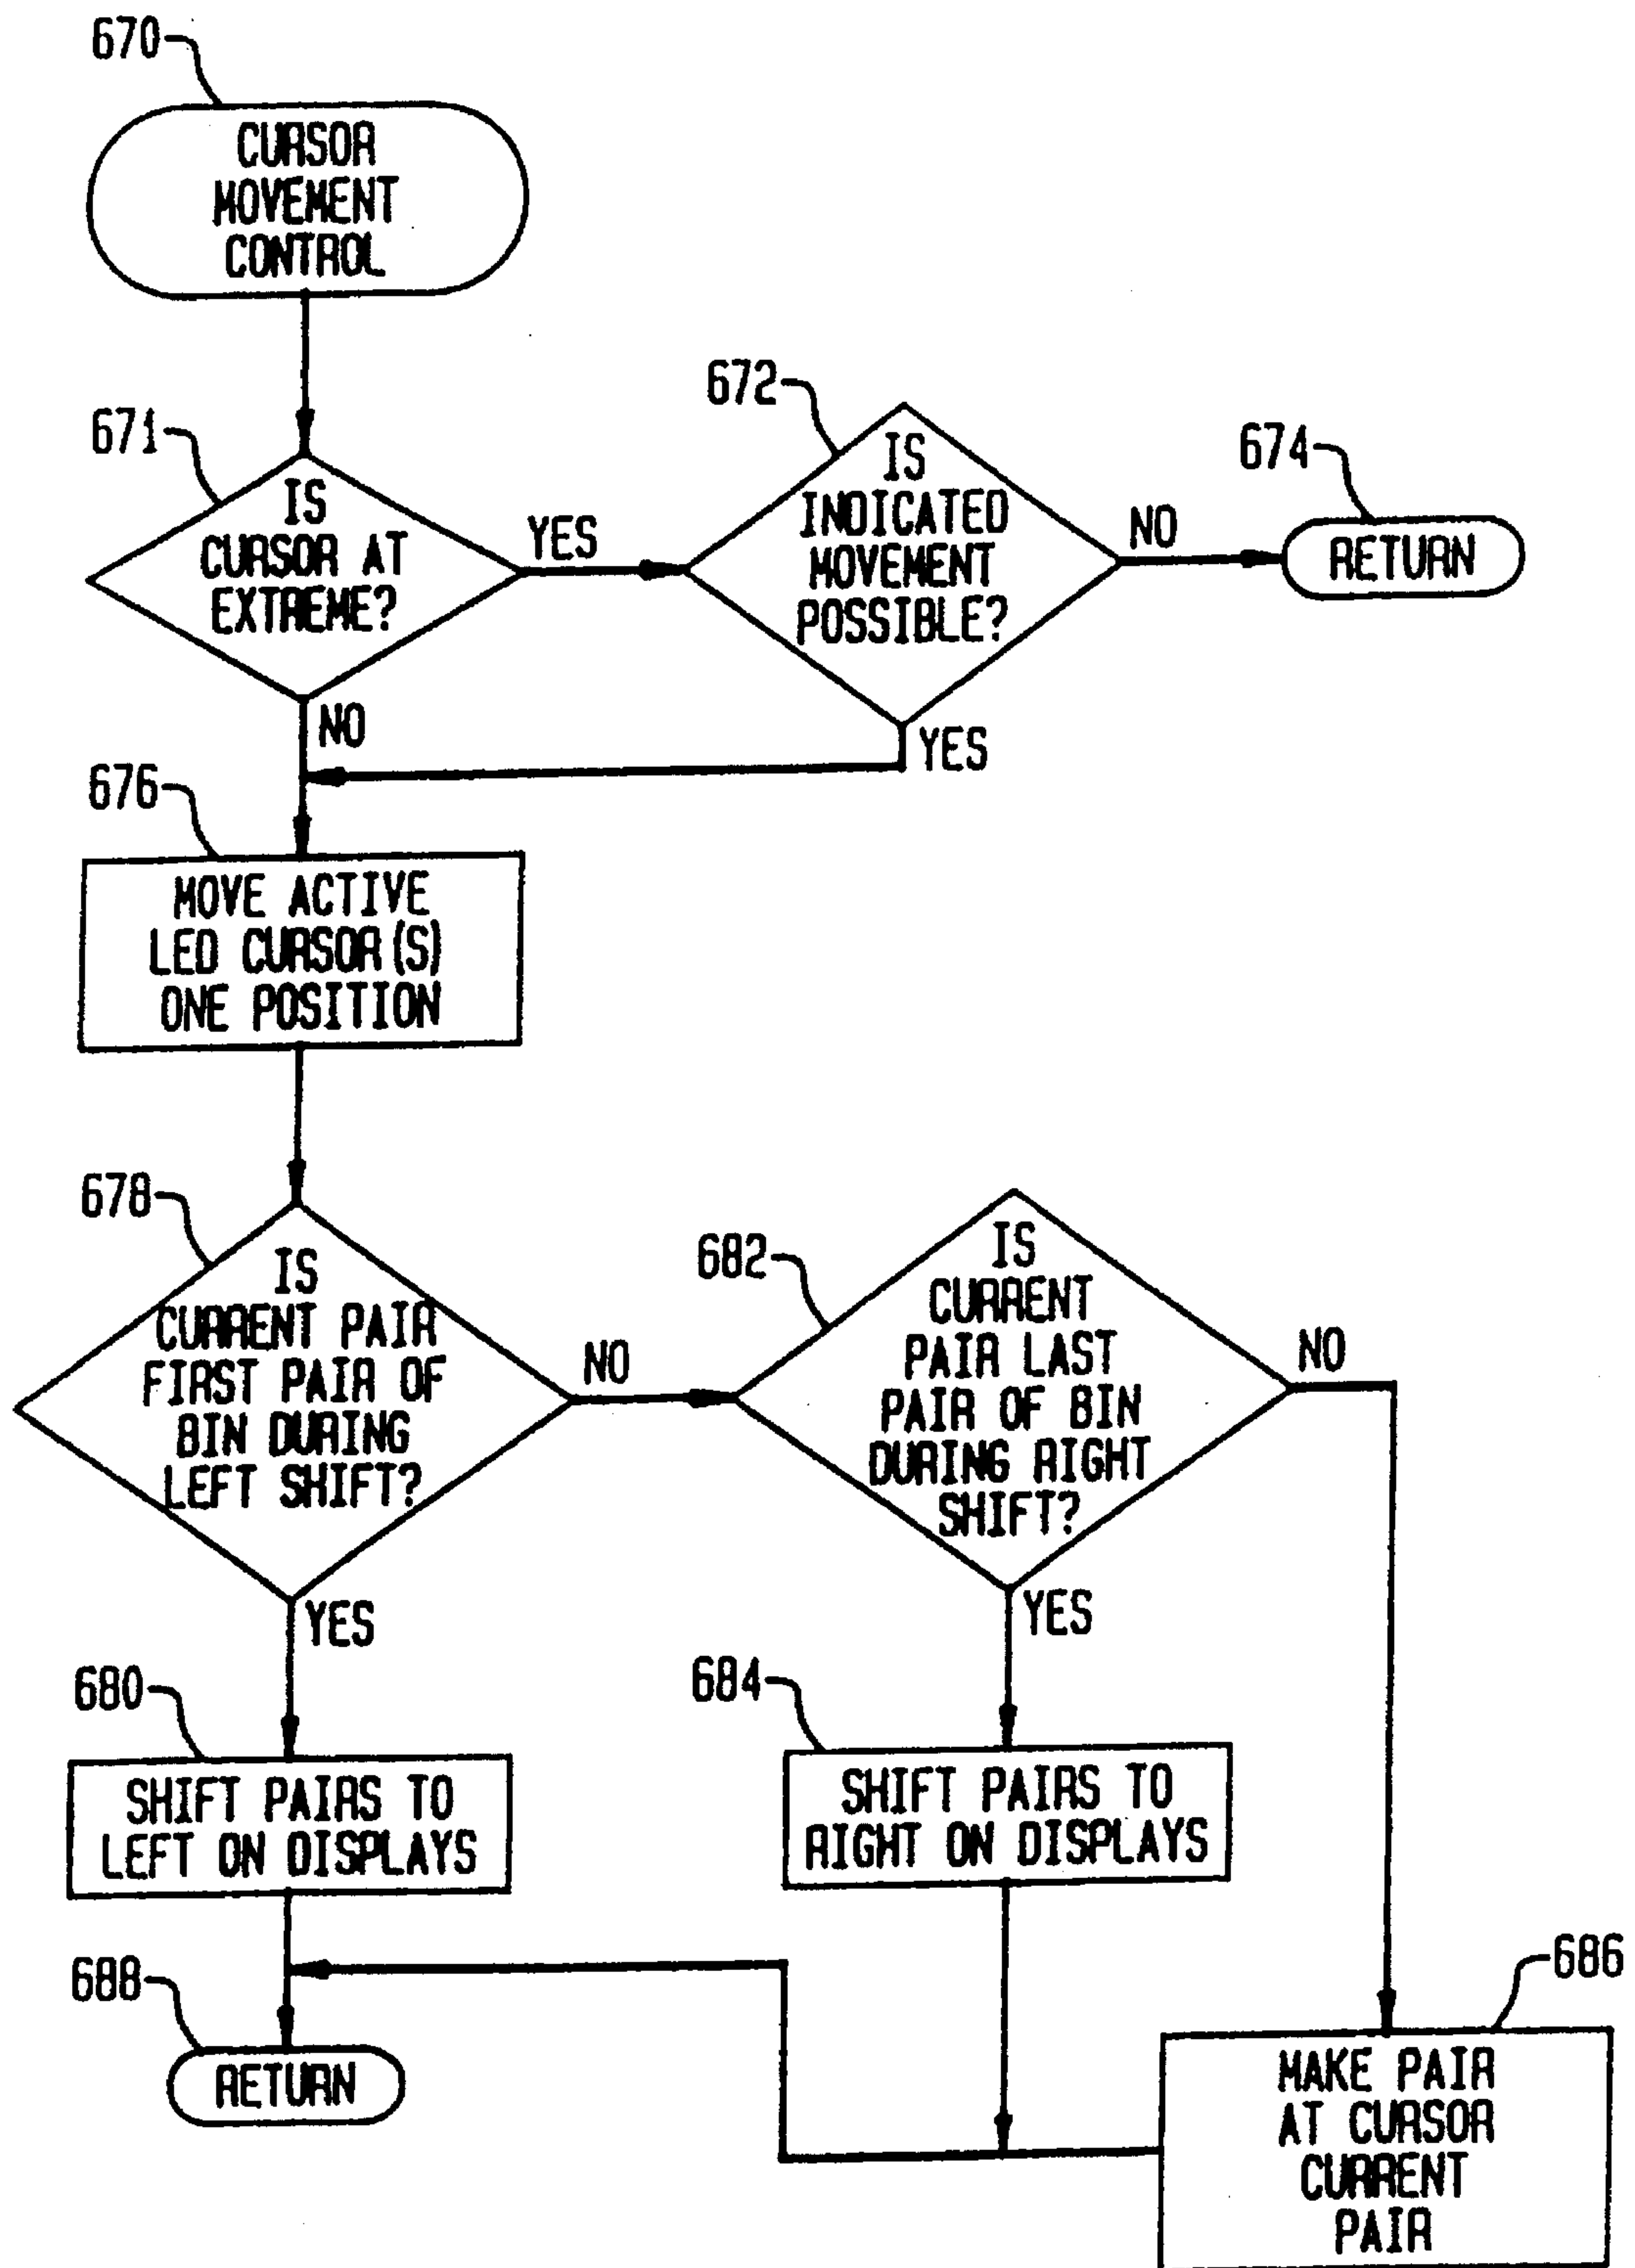 670
CURSOR
MOVEMENT
CONTROL
671
IS
CURSOR AT
EXTREME?
YES
NO
672
IS
INDICATED
MOVEMENT
POSSIBLE?
NO
YES
674
RETURN
676
MOVE ACTIVE
LED CURSOR(S)
ONE POSITION
678
IS
CURRENT PAIR
FIRST PAIR OF
BIN DURING
LEFT SHIFT?
NO
YES
682
IS
CURRENT
PAIR LAST
PAIR OF BIN
DURING RIGHT
SHIFT?
NO
YES
680
SHIFT PAIRS TO
LEFT ON DISPLAYS
684
SHIFT PAIRS TO
RIGHT ON DISPLAYS
686
MAKE PAIR
AT CURSOR
CURRENT
PAIR
688
RETURN